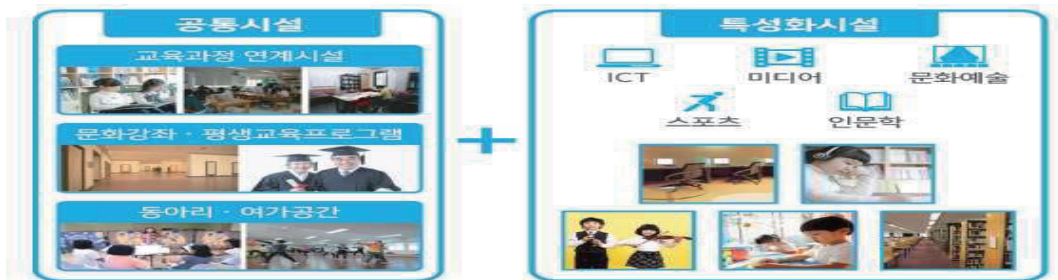 공통시설
교육과정 연계시설
문화강좌 · 평생교육프로그램
동아리 · 여가공간
+
특성화시설
ICT 미디어 문화예술
스포츠 인문학